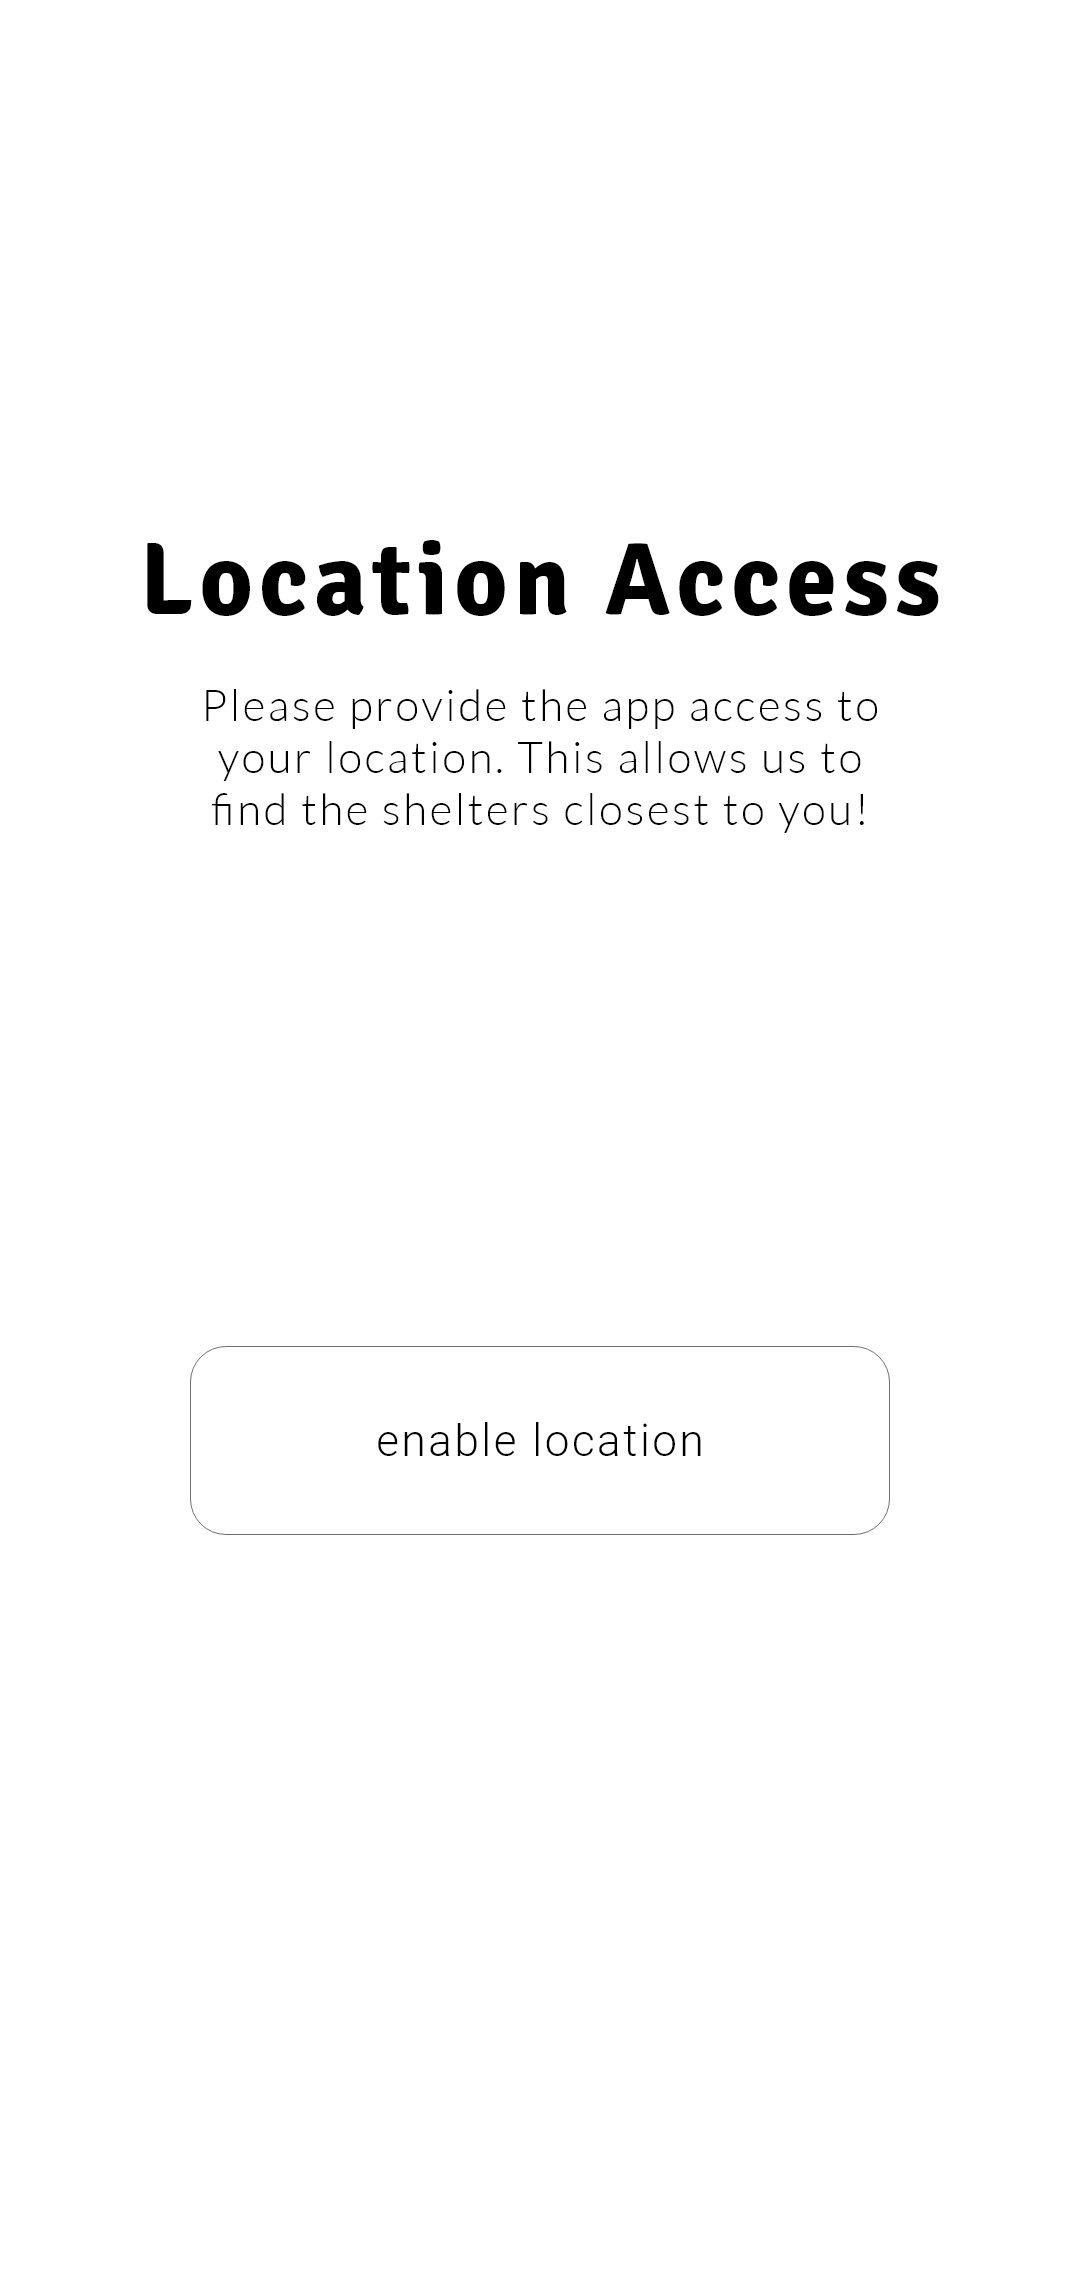 Location Access
Please provide the app access to
your location. This allows us to
find the shelters closest to you!
enable location